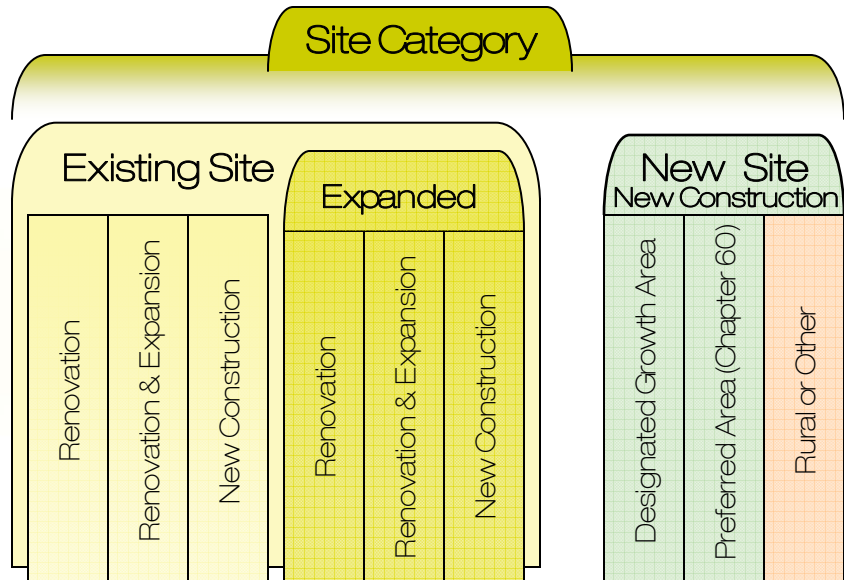 Site Category
Existing Site
Expanded
New Site
New Construction
Renovation
Renovation & Expansion
New Construction
Renovation
Renovation & Expansion
New Construction
Designated Growth Area
Preferred Area (Chapter 60)
Rural or Other